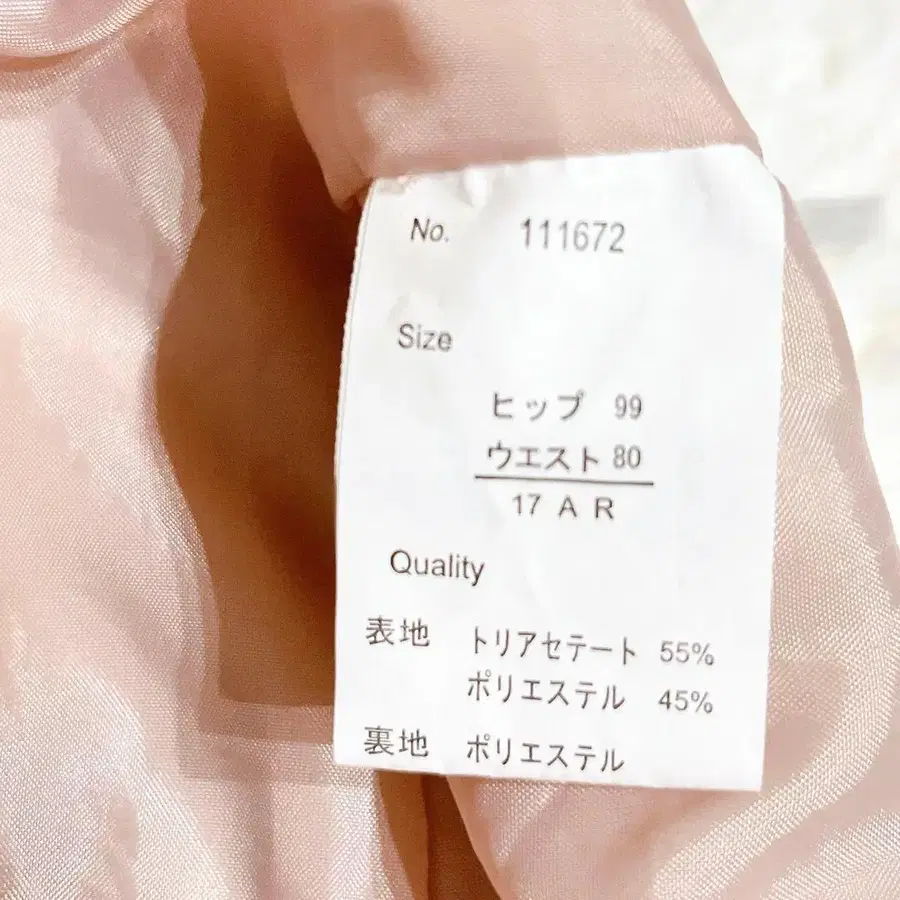 No. 111672
Size
ヒップ 99
ウエスト 80
17 A R
Quality
表地 トリアセテート 55%
ポリエステル 45%
裏地 ポリエステル